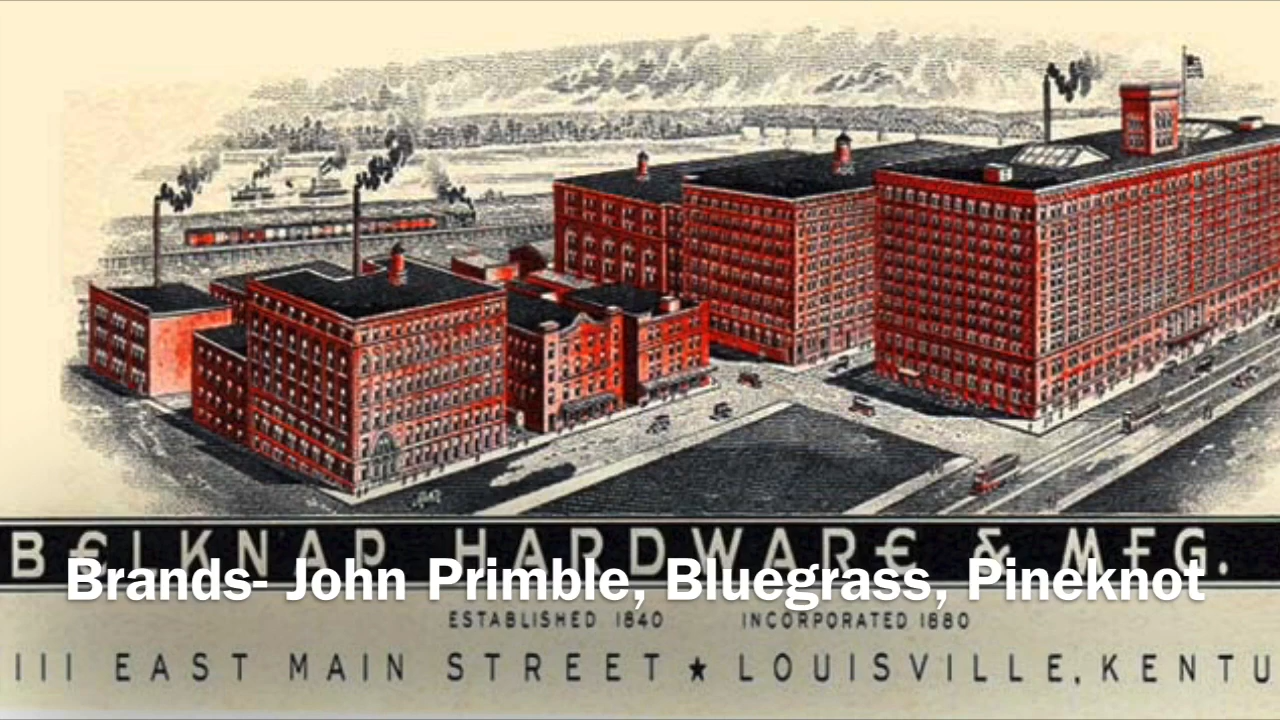 BELKNAP HARDWARE & MFG.
Brands- John Primble, Bluegrass, Pineknot
ESTABLISHED 1840 INCORPORATED 1880
111 EAST MAIN STREET ★ LOUISVILLE, KENTU